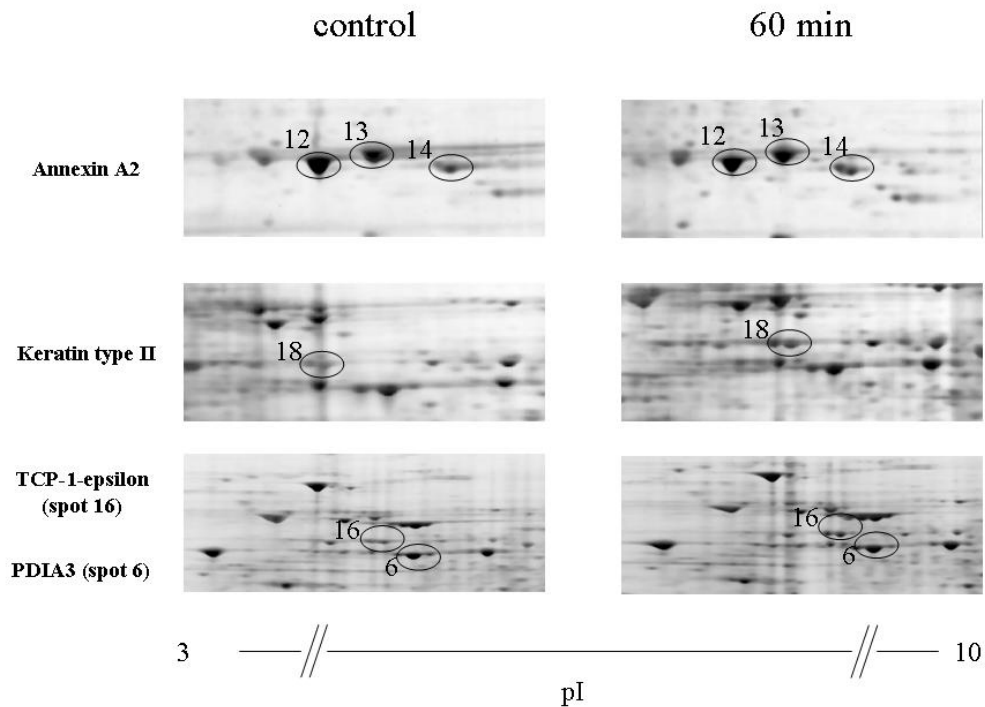 control
60 min
Annexin A2
12
13
14
12
13
14
Keratin type II
18
18
TCP-1-epsilon
(spot 16)
16
16
PDIA3 (spot 6)
6
6
3
10
pI